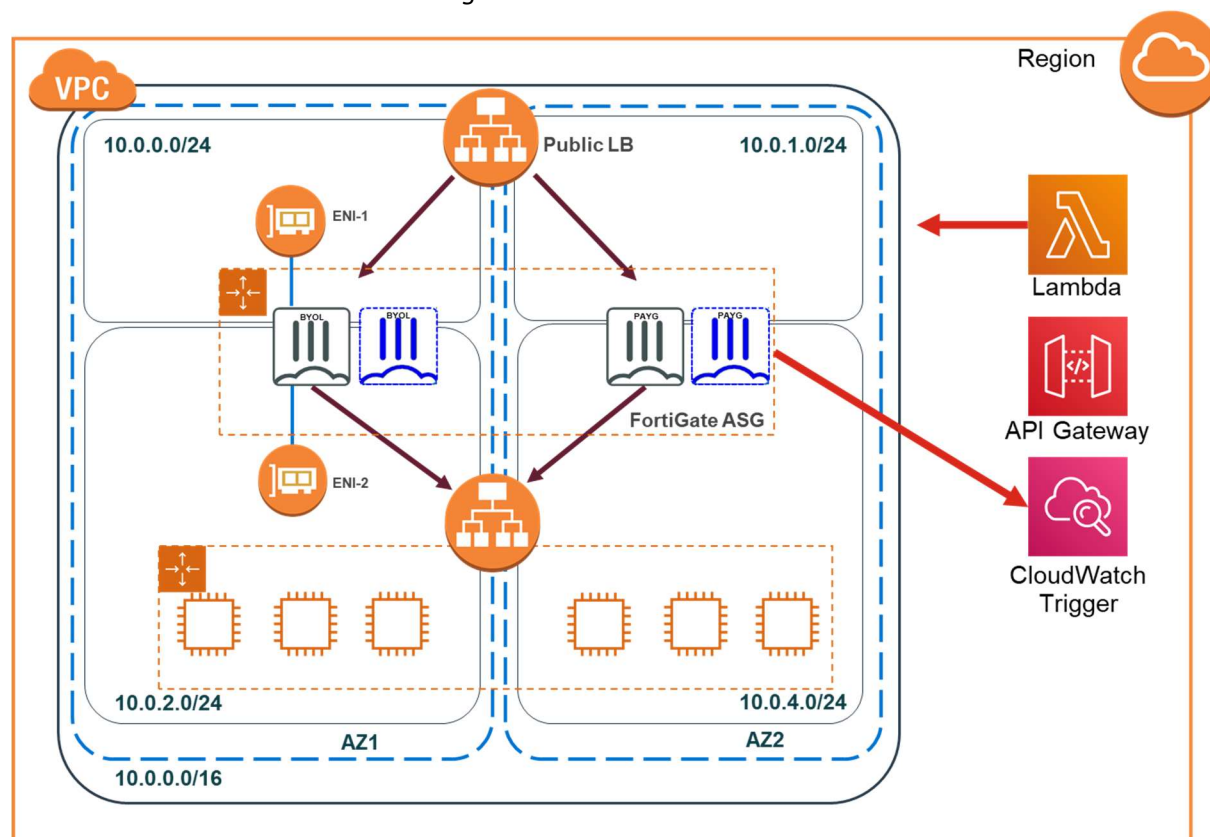 Region
VPC
10.0.0.0/24
Public LB
10.0.1.0/24
ENI-1
Lambda
BYOL
BYOL
PAYG
PAYG
</>
FortiGate ASG
API Gateway
ENI-2
CloudWatch
Trigger
10.0.2.0/24
10.0.4.0/24
AZ1
AZ2
10.0.0.0/16